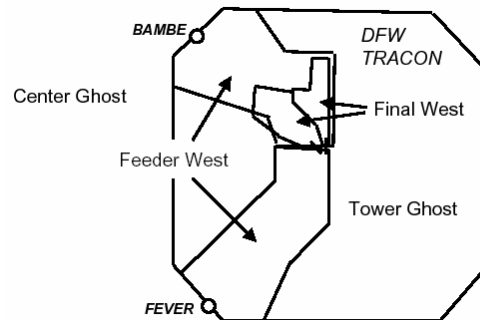 BAMBE
DFW
TRACON
Center Ghost
Final West
Feeder West
Tower Ghost
FEVER